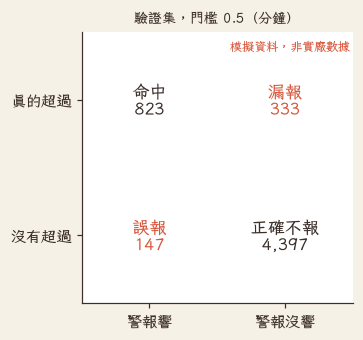 驗證集，門檻 0.5（分鐘）
模擬資料，非實際數據
真的超過
命中
823
漏報
333
沒有超過
誤報
147
正確不報
4,397
警報響
警報沒響